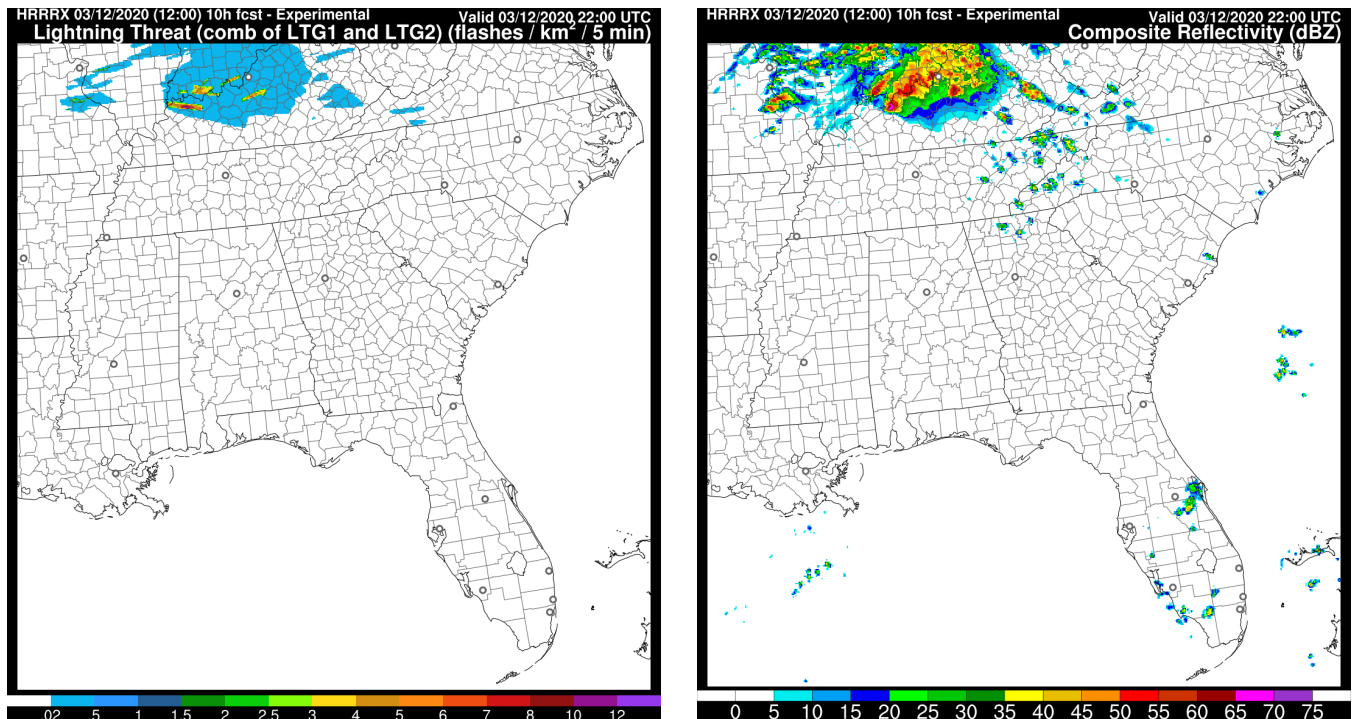 HRRRX 03/12/2020 (12:00) 10h fcst - Experimental
Valid 03/12/2020 22:00 UTC
Lightning Threat (comb of LTG1 and LTG2) (flashes / km² / 5 min)
02 5 1 1.5 2 2.5 3 4 5 6 7 8 10 12
HRRRX 03/12/2020 (12:00) 10h fcst - Experimental
Valid 03/12/2020 22:00 UTC
Composite Reflectivity (dBZ)
0 5 10 15 20 25 30 35 40 45 50 55 60 65 70 75